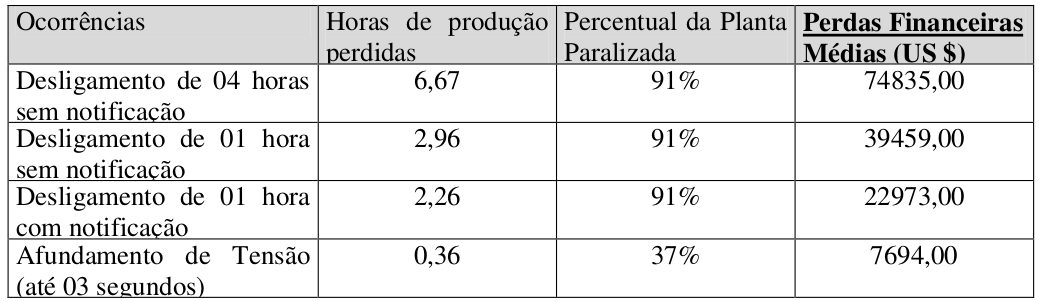 Ocorrências Horas de produção Percentual da Planta Perdas Financeiras
perdidas Paralizada Médias (US $)
Desligamento de 04 horas 6,67 91% 74835,00
sem notificação
Desligamento de 01 hora 2,96 91% 39459,00
sem notificação
Desligamento de 01 hora 2,26 91% 22973,00
com notificação
Afundamento de Tensão 0,36 37% 7694,00
(até 03 segundos)